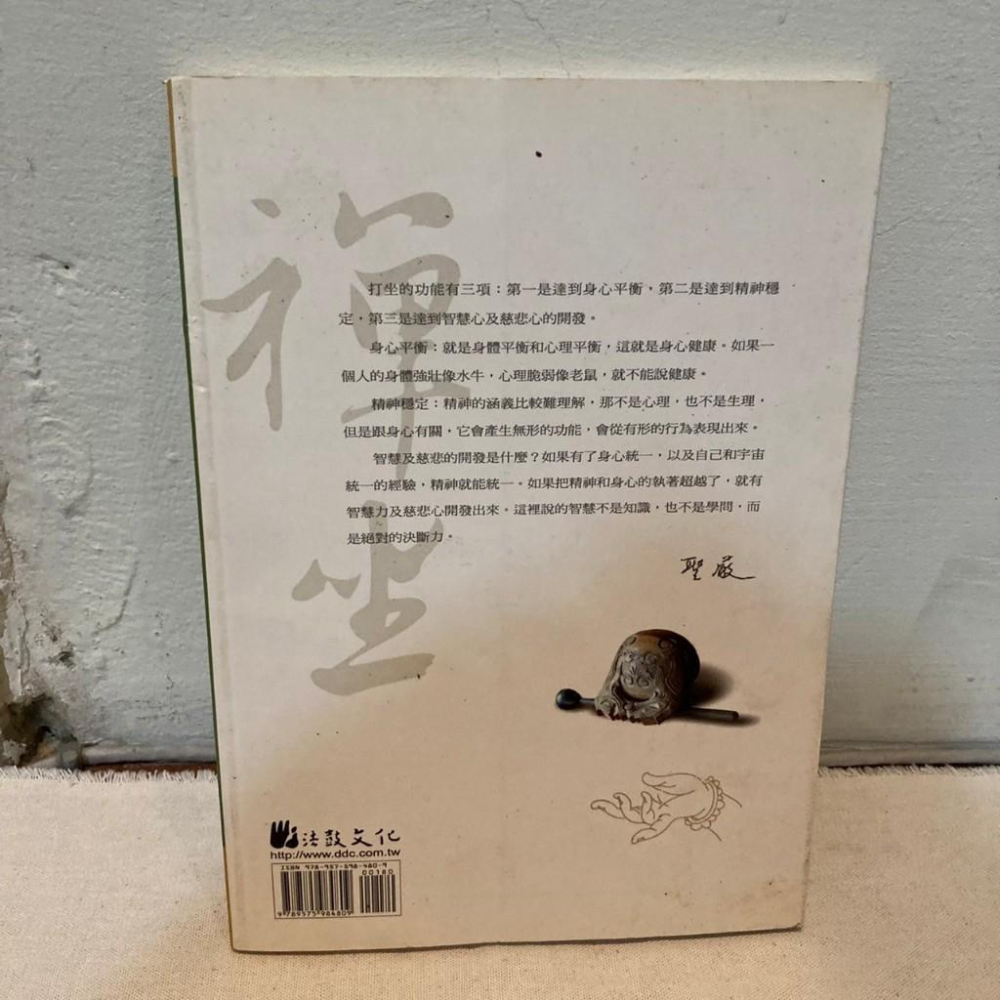 禪坐
打坐的功能有三項：第一是達到身心平衡，第二是達到精神穩
定，第三是達到智慧心及慈悲心的開發。
身心平衡：就是身體平衡和心理平衡，這就是身心健康。如果一
個人的身體強壯像水牛，心理脆弱像老鼠，就不能說健康。
精神穩定：精神的涵義比較難理解，那不是心理，也不是生理，
但是跟身心有關，它會產生無形的功能，會從有形的行為表現出來。
智慧及慈悲的開發是什麼？如果有了身心統一，以及自己和宇宙
統一的經驗，精神就能統一。如果把精神和身心的執著超越了，就有
智慧力及慈悲心開發出來。這裡說的智慧不是知識，也不是學問，而
是絕對的決斷力。
聖嚴
法鼓文化
http://www.ddc.com.tw
ISBN 978-957-598-480-9
00180
9789575984809